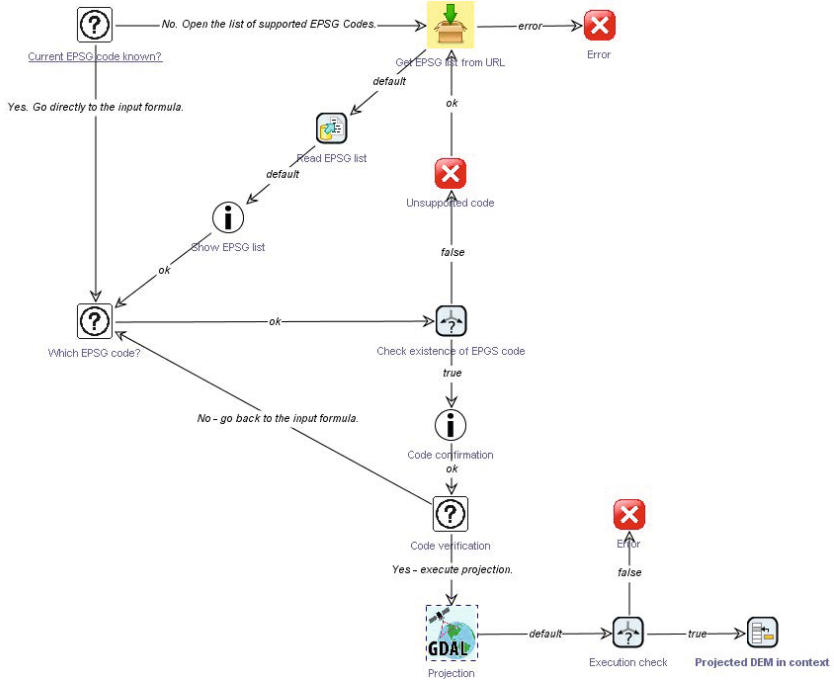 No. Open the list of supported EPSG Codes.
error
Current EPSG code known?
Get EPSG list from URL
Error
default
Yes. Go directly to the input formula.
ok
Read EPSG list
default
Unsupported code
Show EPSG list
false
ok
ok
Which EPSG code?
Check existence of EPGS code
true
No - go back to the input formula.
Code confirmation
ok
Code verification
Error
Yes - execute projection.
false
GDAL
default
true
Projection
Execution check
Projected DEM in context